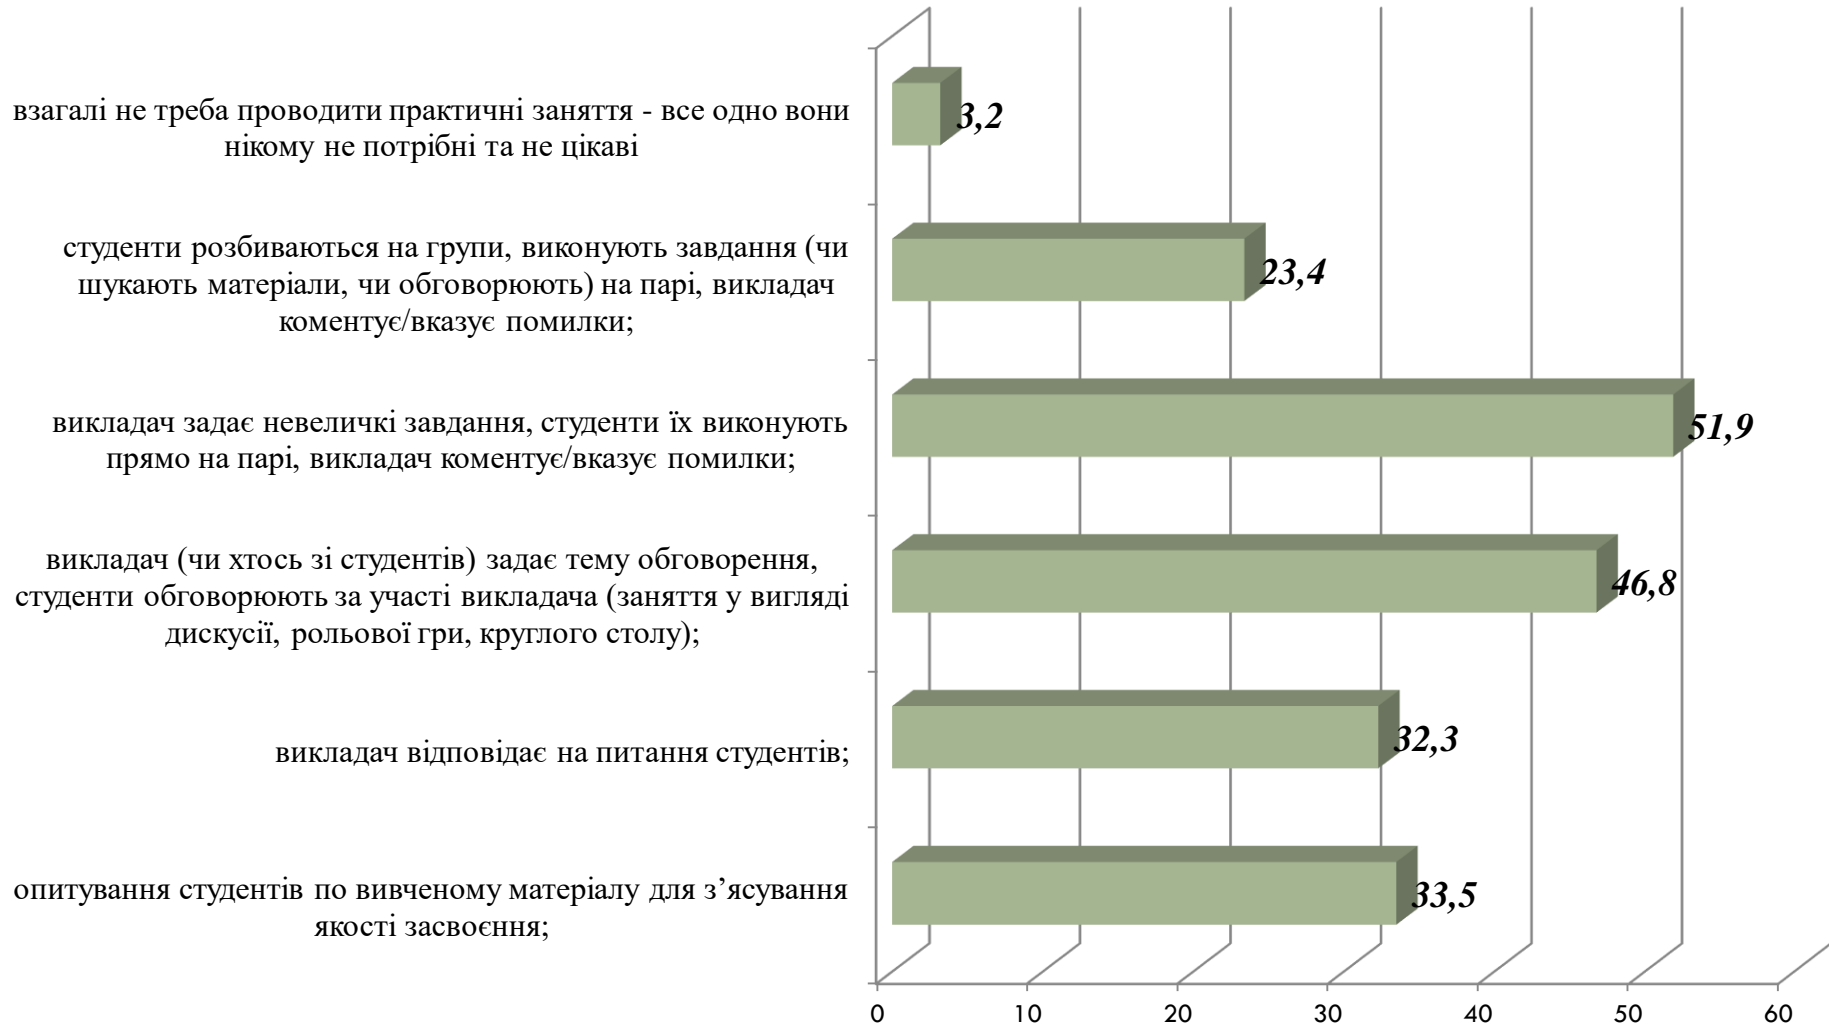 взагалі не треба проводити практичні заняття - все одно вони
нікому не потрібні та не цікаві
3,2
студенти розбиваються на групи, виконують завдання (чи
шукають матеріали, чи обговорюють) на парі, викладач
коментує/вказує помилки;
23,4
викладач задає невеличкі завдання, студенти їх виконують
прямо на парі, викладач коментує/вказує помилки;
51,9
викладач (чи хтось зі студентів) задає тему обговорення,
студенти обговорюють за участі викладача (заняття у вигляді
дискусії, рольової гри, круглого столу);
46,8
викладач відповідає на питання студентів;
32,3
опитування студентів по вивченому матеріалу для з’ясування
якості засвоєння;
33,5
0 10 20 30 40 50 60